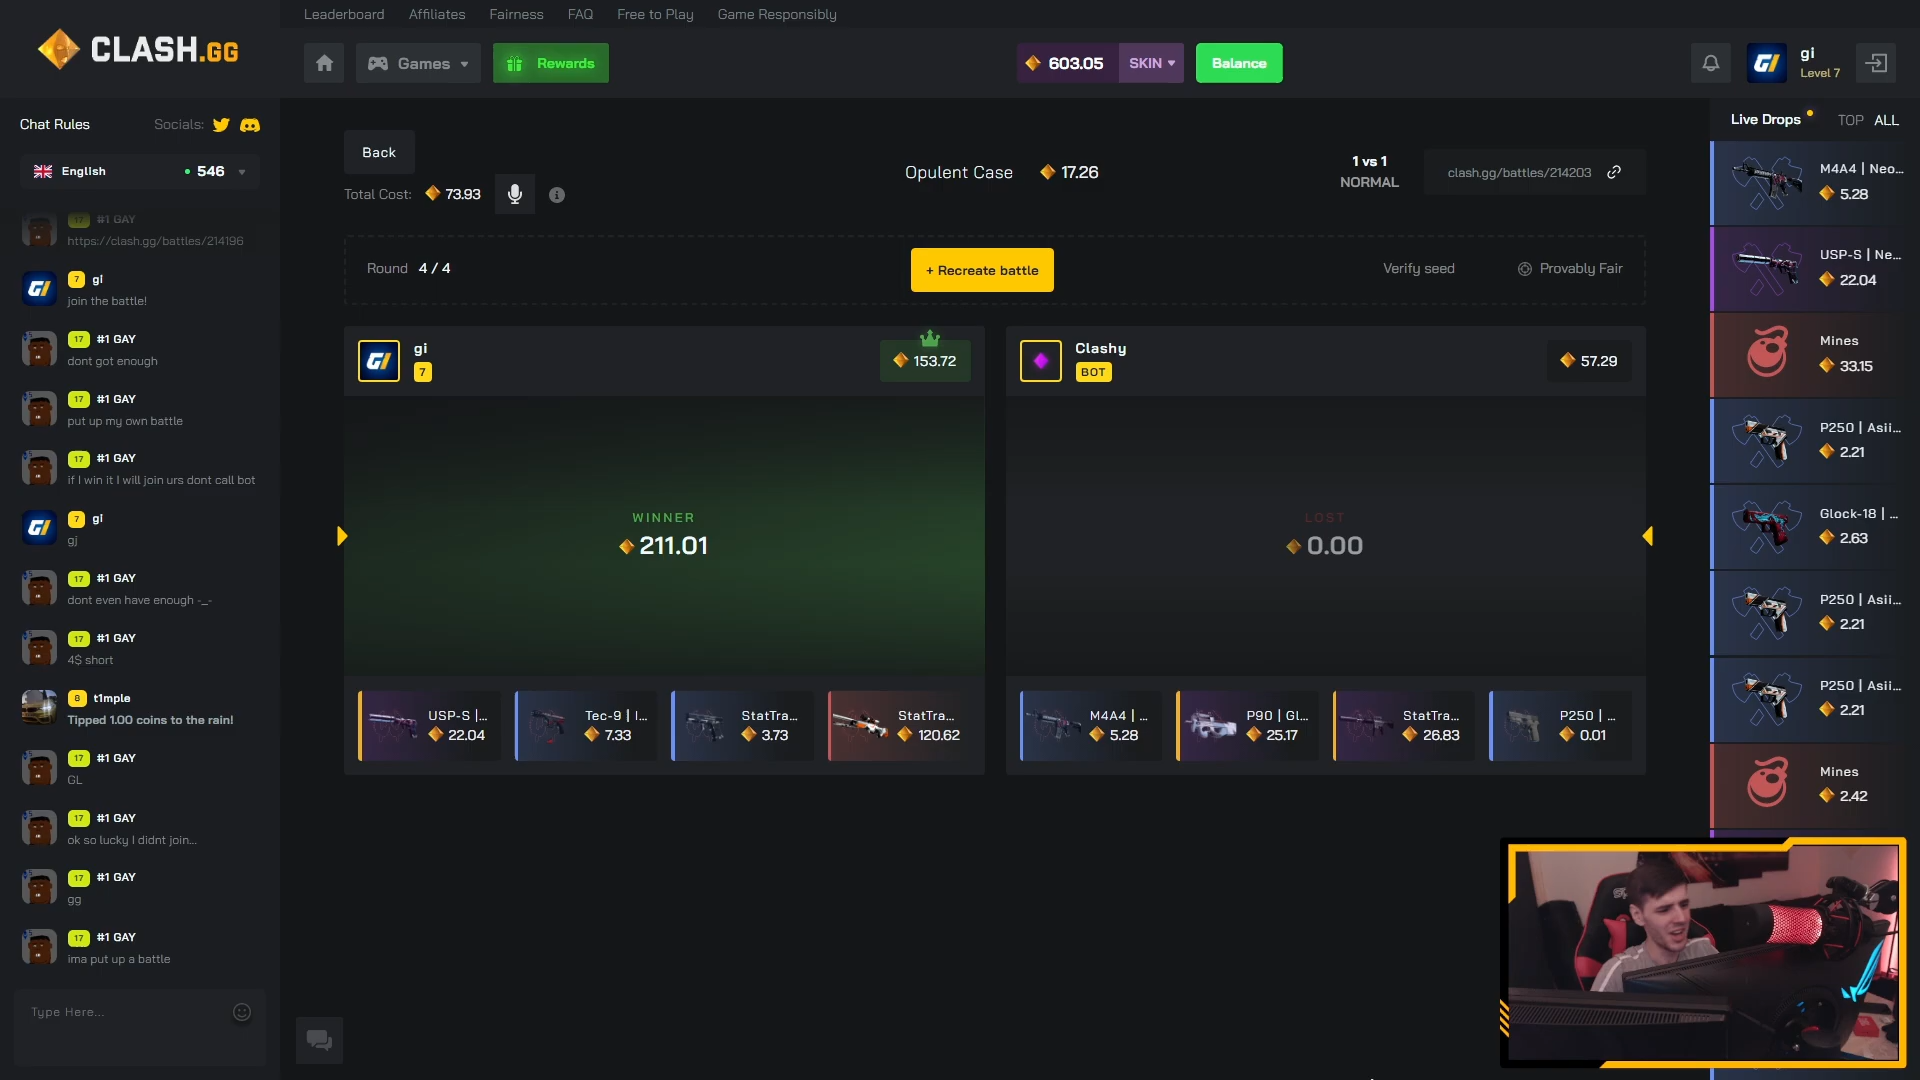 Leaderboard Affiliates Fairness FAQ Free to Play Game Responsibly
CLASH.GG
Games
Rewards
603.05 SKIN
Balance
gi
Level 7
Chat Rules Socials:
English 546
17 #1 GAY
https://clash.gg/battles/214196
7 gi
join the battle!
17 #1 GAY
dont got enough
17 #1 GAY
put up my own battle
17 #1 GAY
if I win it I will join urs dont call bot
7 gi
gj
17 #1 GAY
dont even have enough -_-
17 #1 GAY
4$ short
8 t1mple
Tipped 1.00 coins to the rain!
17 #1 GAY
GL
17 #1 GAY
ok so lucky I didnt join...
17 #1 GAY
gg
17 #1 GAY
ima put up a battle
Type Here...
Back
Total Cost: 73.93
Opulent Case 17.26
1 vs 1
NORMAL
clash.gg/battles/214203
Round 4 / 4
+ Recreate battle
Verify seed
Provably Fair
GI
gi
7
153.72
WINNER
211.01
USP-S |...
22.04
Tec-9 | I...
7.33
StatTra...
3.73
StatTra...
120.62
Clashy
BOT
57.29
LOST
0.00
M4A4 | ...
5.28
P90 | Gl...
25.17
StatTra...
26.83
P250 | ...
0.01
Live Drops TOP ALL
M4A4 | Neo...
5.28
USP-S | Ne...
22.04
Mines
33.15
P250 | Asii...
2.21
Glock-18 | ...
2.63
P250 | Asii...
2.21
P250 | Asii...
2.21
Mines
2.42